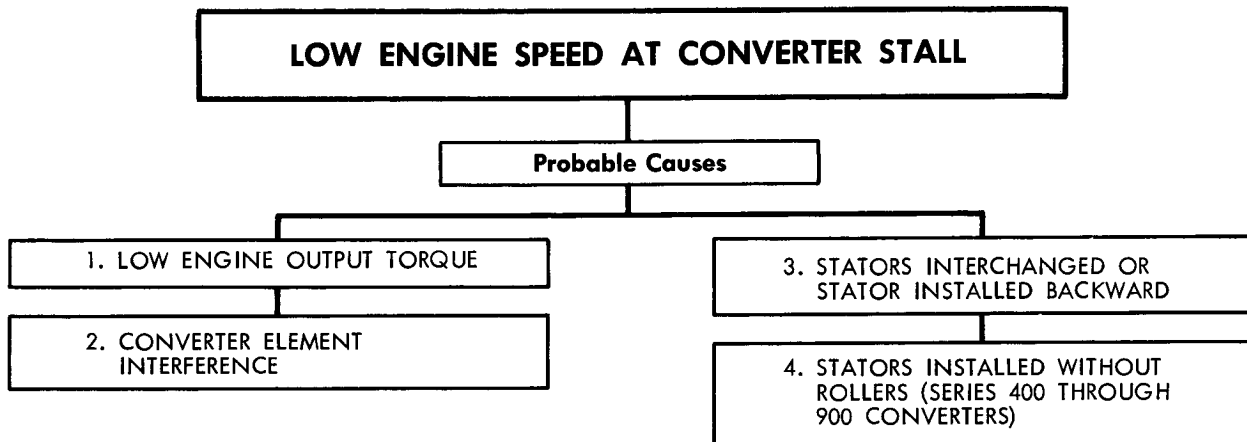 LOW ENGINE SPEED AT CONVERTER STALL
Probable Causes
1. LOW ENGINE OUTPUT TORQUE
2. CONVERTER ELEMENT
INTERFERENCE
3. STATORS INTERCHANGED OR
STATOR INSTALLED BACKWARD
4. STATORS INSTALLED WITHOUT
ROLLERS (SERIES 400 THROUGH
900 CONVERTERS)